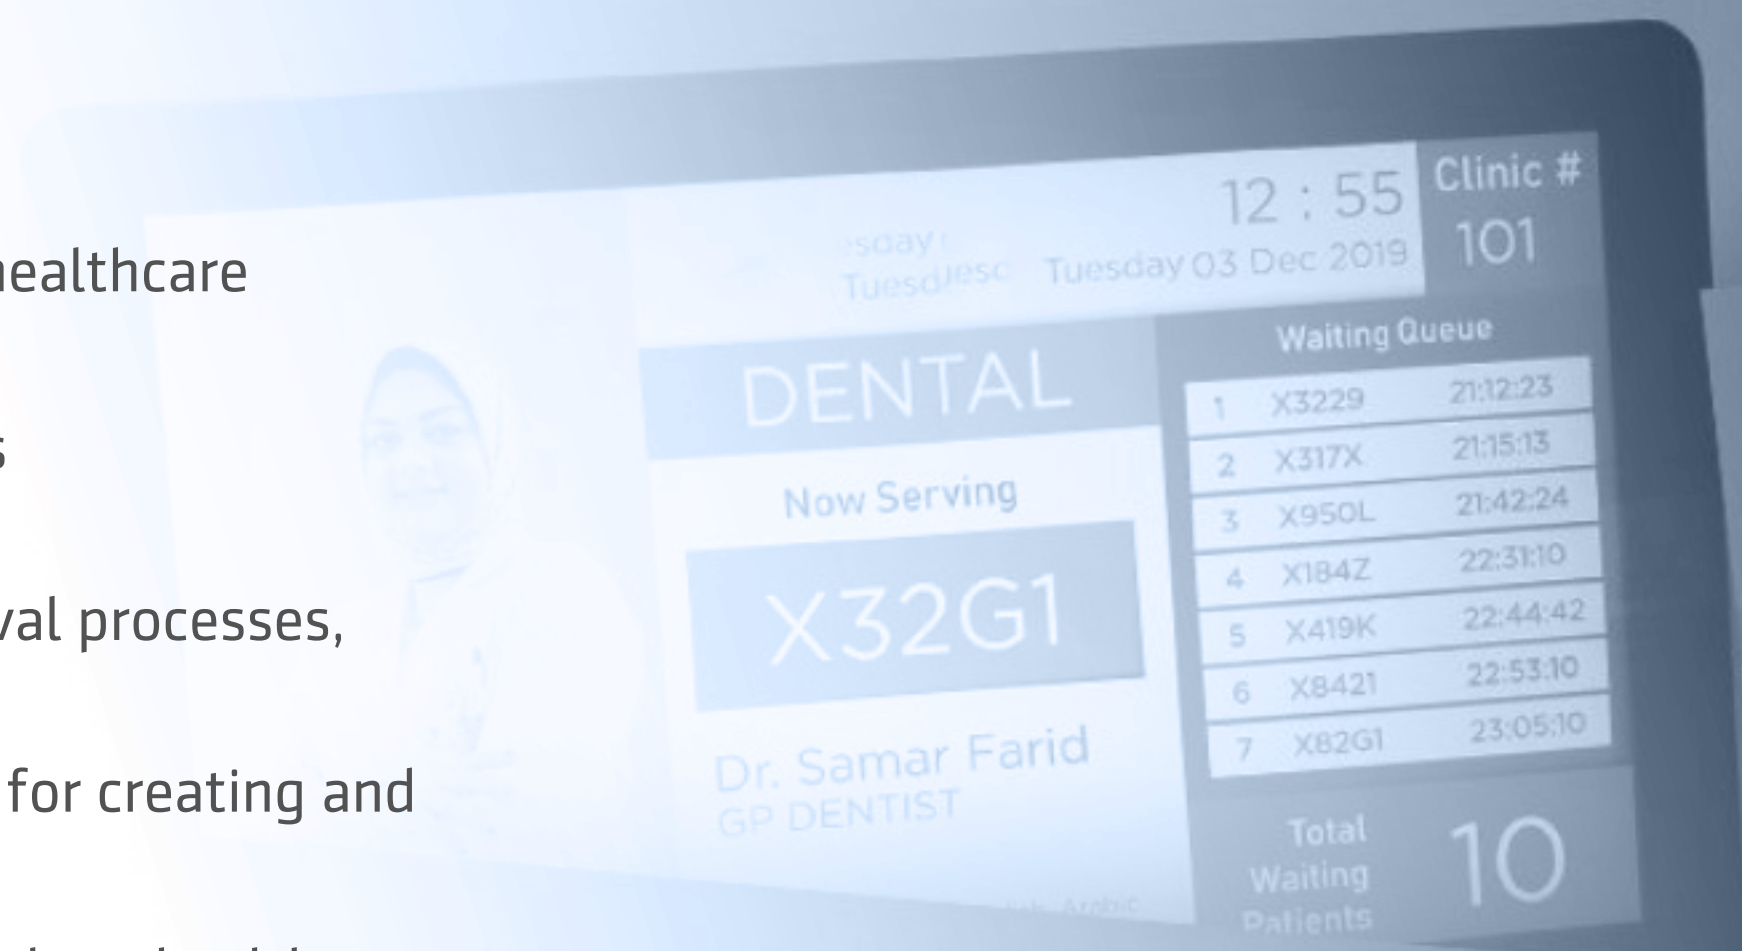 healthcare
s
val processes,
for creating and
12 : 55
Tuesday 03 Dec 2019
Clinic #
101
DENTAL
Now Serving
X32G1
Dr. Samar Farid
GP DENTIST
Arabic
Waiting Queue
1 X3229 21:12:23
2 X317X 21:15:13
3 X950L 21:42:24
4 X184Z 22:31:10
5 X419K 22:44:42
6 X8421 22:53:10
7 X82G1 23:05:10
Total
Waiting
Patients
10